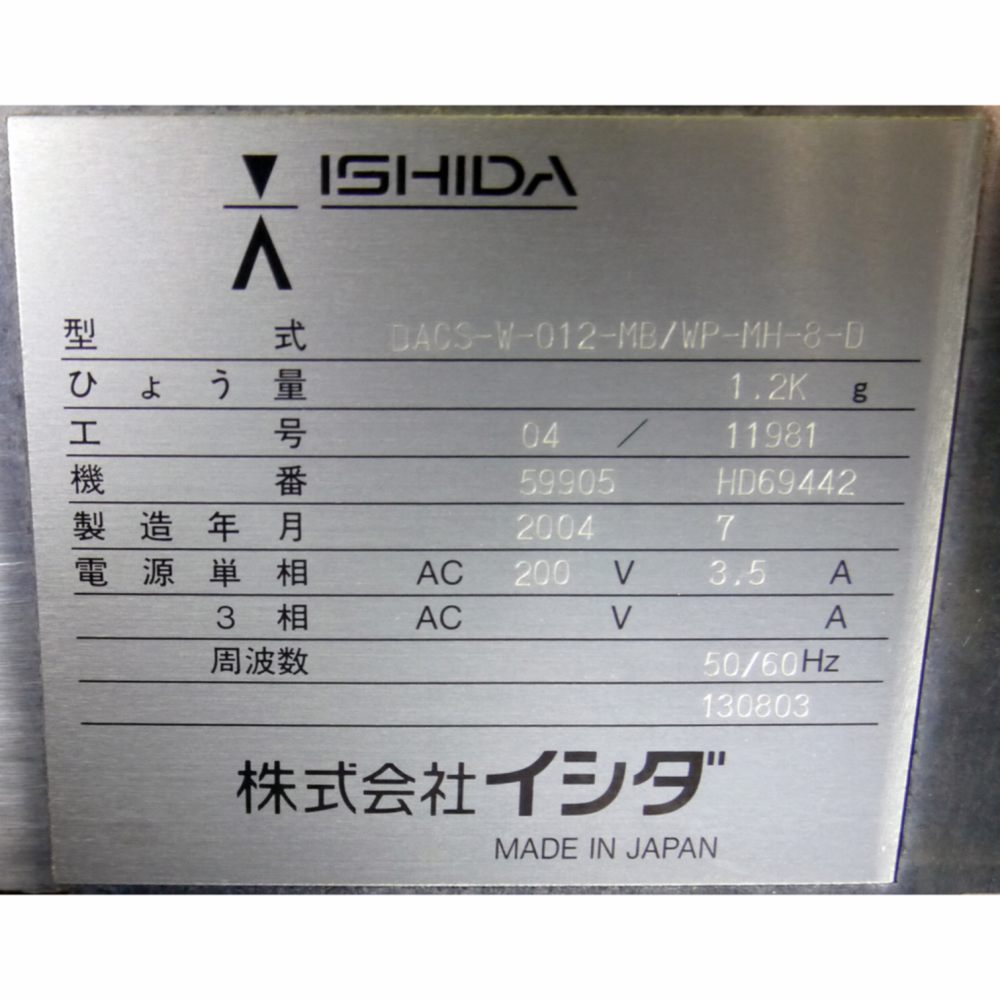 ISHIDA
型式 DACS-W-012-MB/WP-MH-8-D
ひょう量 1.2K g
工号 04 / 11981
機番 59905 HD69442
製造年月 2004 7
電源単相 AC 200 V 3.5 A
3相 AC V A
周波数 50/60Hz
130803
株式会社イシダ
MADE IN JAPAN